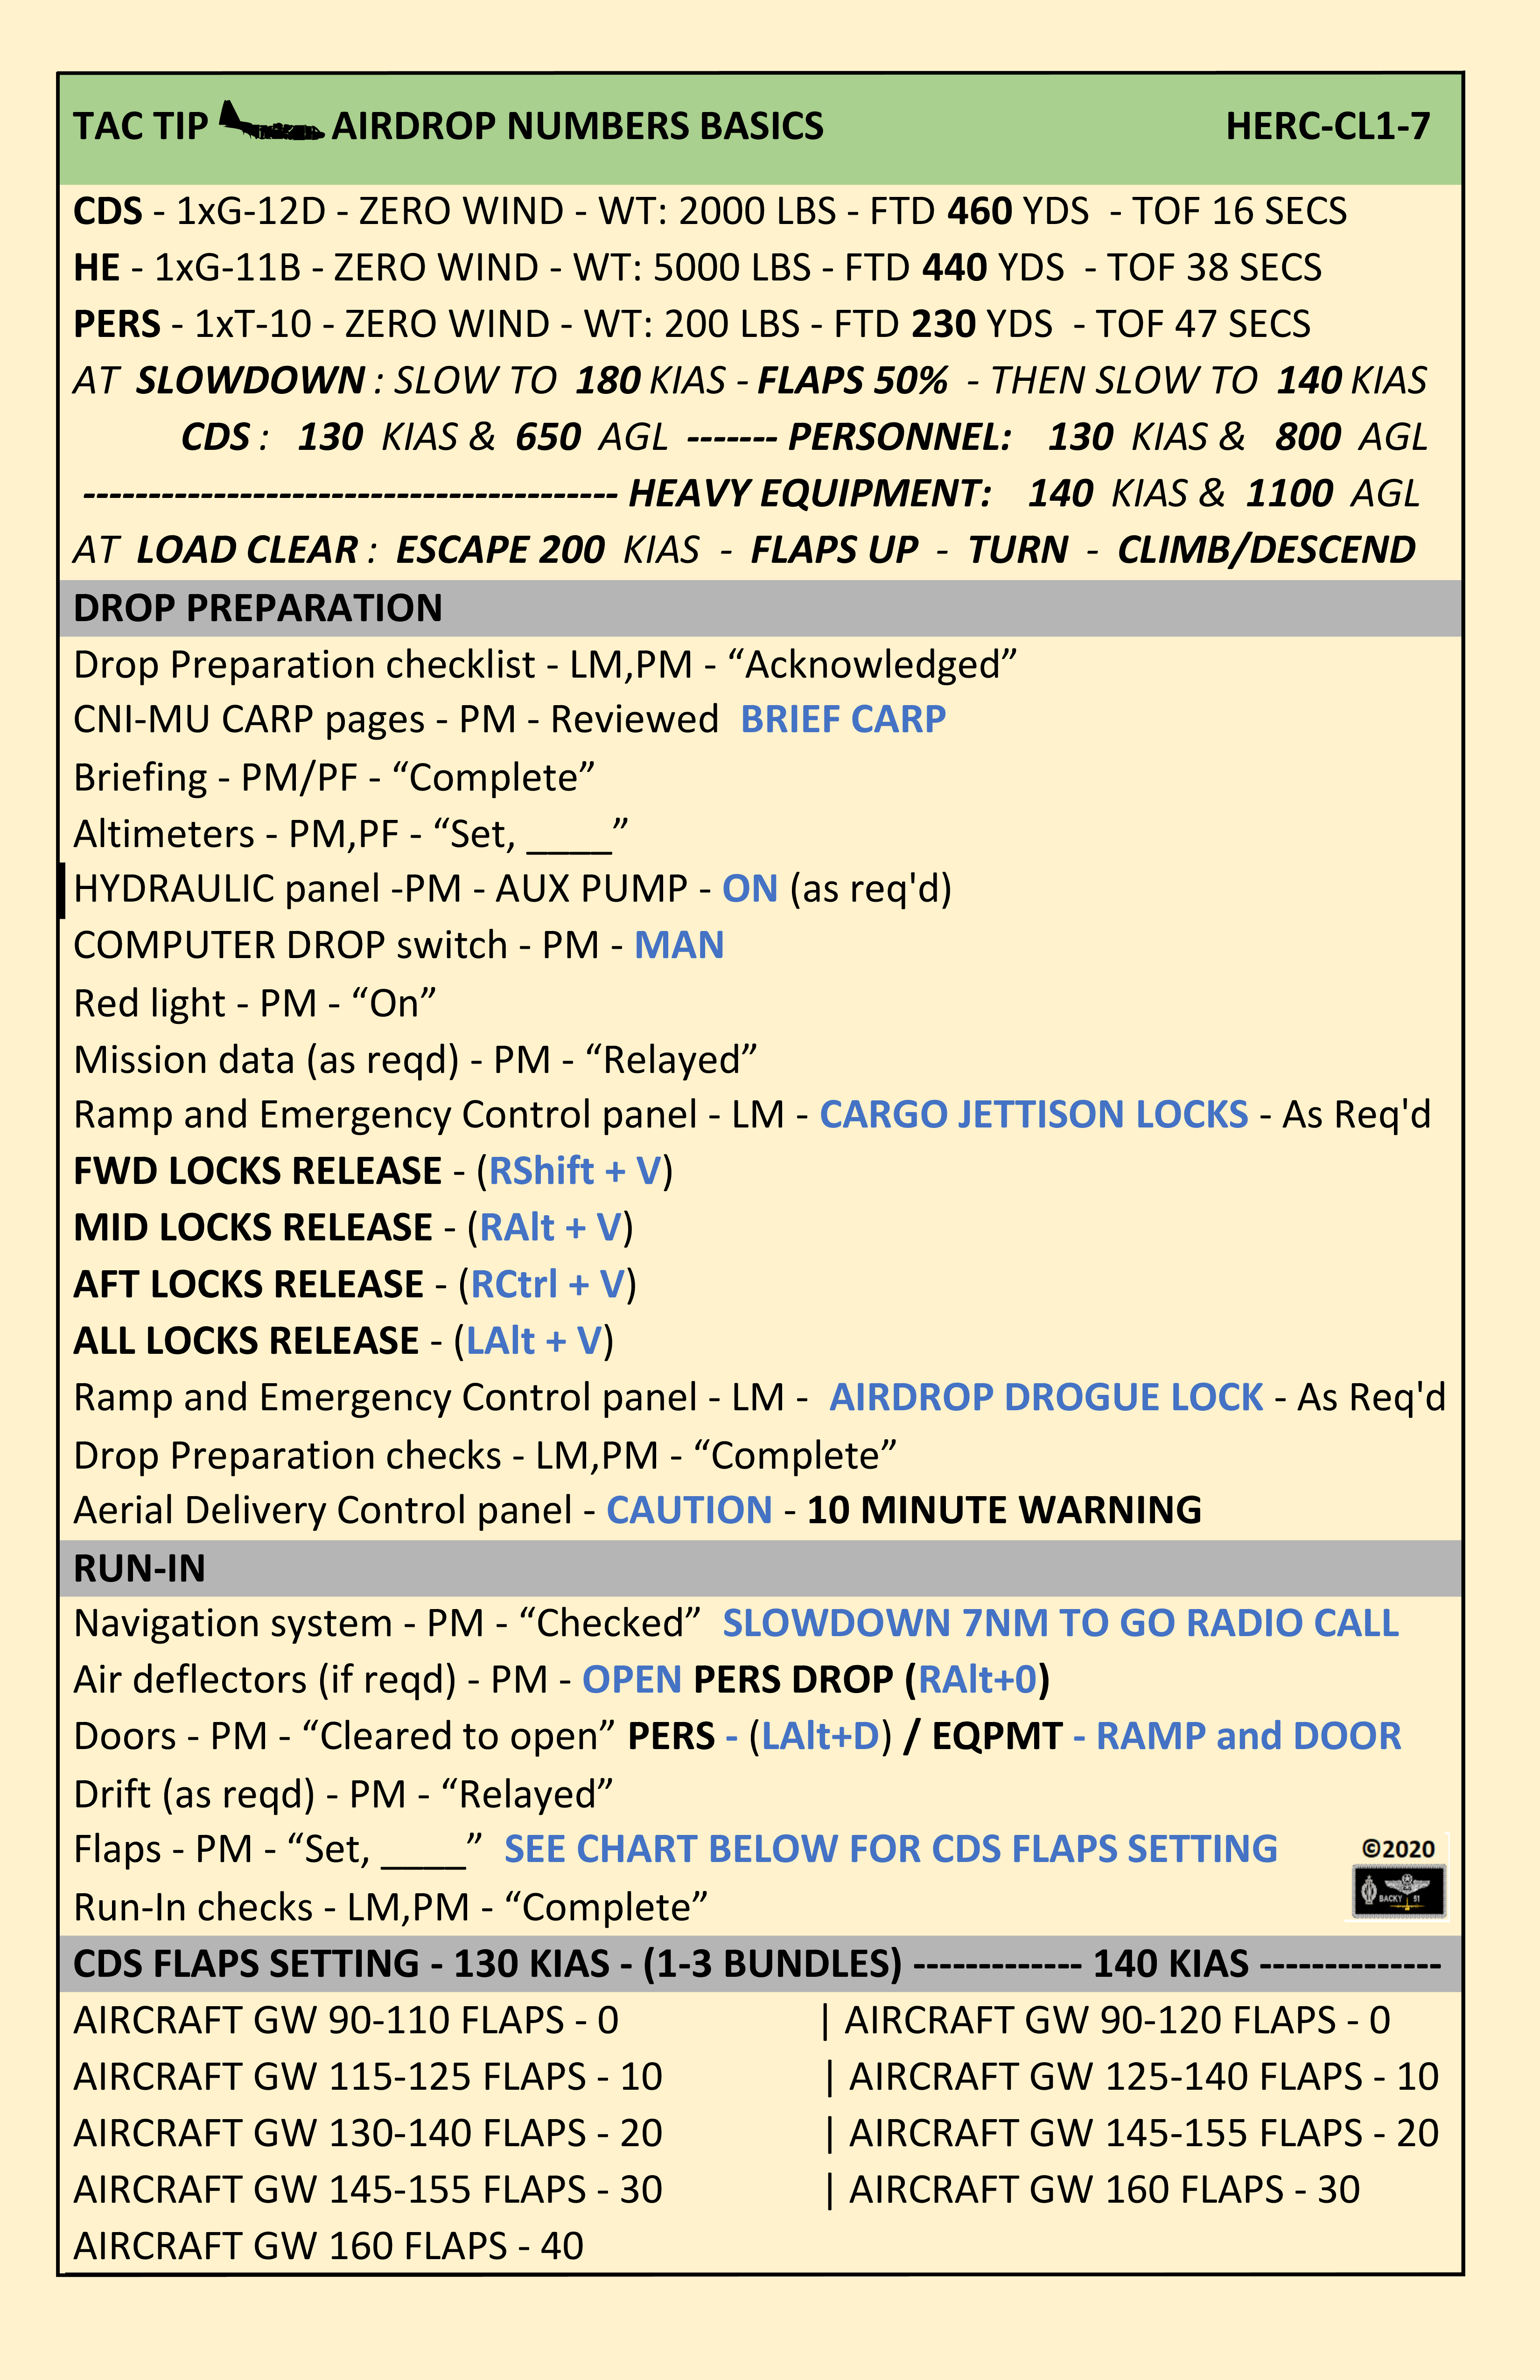 TAC TIP AIRDROP NUMBERS BASICS HERC-CL1-7
CDS - 1xG-12D - ZERO WIND - WT: 2000 LBS - FTD 460 YDS - TOF 16 SECS
HE - 1xG-11B - ZERO WIND - WT: 5000 LBS - FTD 440 YDS - TOF 38 SECS
PERS - 1xT-10 - ZERO WIND - WT: 200 LBS - FTD 230 YDS - TOF 47 SECS
AT SLOWDOWN : SLOW TO 180 KIAS - FLAPS 50% - THEN SLOW TO 140 KIAS
CDS : 130 KIAS & 650 AGL ------- PERSONNEL: 130 KIAS & 800 AGL
----------------------------------------- HEAVY EQUIPMENT: 140 KIAS & 1100 AGL
AT LOAD CLEAR : ESCAPE 200 KIAS - FLAPS UP - TURN - CLIMB/DESCEND
DROP PREPARATION
Drop Preparation checklist - LM,PM - “Acknowledged”
CNI-MU CARP pages - PM - Reviewed BRIEF CARP
Briefing - PM/PF - “Complete”
Altimeters - PM,PF - “Set, ____”
HYDRAULIC panel -PM - AUX PUMP - ON (as req'd)
COMPUTER DROP switch - PM - MAN
Red light - PM - “On”
Mission data (as reqd) - PM - “Relayed”
Ramp and Emergency Control panel - LM - CARGO JETTISON LOCKS - As Req'd
FWD LOCKS RELEASE - (RShift + V)
MID LOCKS RELEASE - (RAlt + V)
AFT LOCKS RELEASE - (RCtrl + V)
ALL LOCKS RELEASE - (LAlt + V)
Ramp and Emergency Control panel - LM - AIRDROP DROGUE LOCK - As Req'd
Drop Preparation checks - LM,PM - “Complete”
Aerial Delivery Control panel - CAUTION - 10 MINUTE WARNING
RUN-IN
Navigation system - PM - “Checked” SLOWDOWN 7NM TO GO RADIO CALL
Air deflectors (if reqd) - PM - OPEN PERS DROP (RAlt+0)
Doors - PM - “Cleared to open” PERS - (LAlt+D) / EQPMT - RAMP and DOOR
Drift (as reqd) - PM - “Relayed”
Flaps - PM - “Set, ____” SEE CHART BELOW FOR CDS FLAPS SETTING
©2020
BACKY 51
Run-In checks - LM,PM - “Complete”
CDS FLAPS SETTING - 130 KIAS - (1-3 BUNDLES) ------------- 140 KIAS --------------
AIRCRAFT GW 90-110 FLAPS - 0 | AIRCRAFT GW 90-120 FLAPS - 0
AIRCRAFT GW 115-125 FLAPS - 10 | AIRCRAFT GW 125-140 FLAPS - 10
AIRCRAFT GW 130-140 FLAPS - 20 | AIRCRAFT GW 145-155 FLAPS - 20
AIRCRAFT GW 145-155 FLAPS - 30 | AIRCRAFT GW 160 FLAPS - 30
AIRCRAFT GW 160 FLAPS - 40